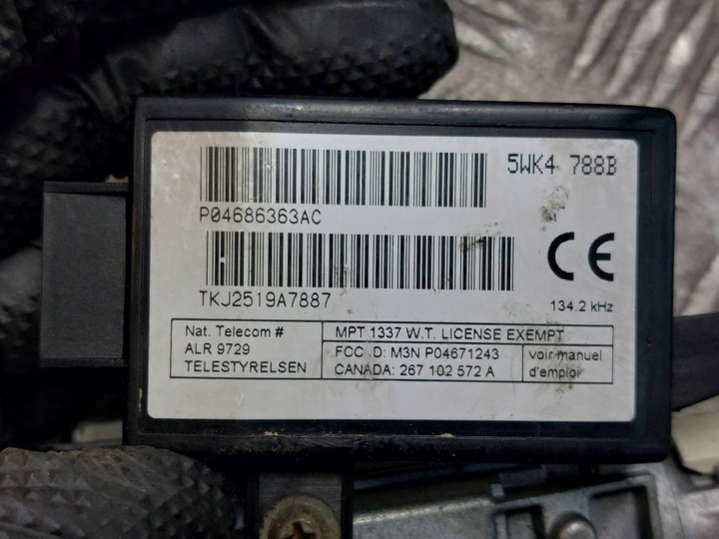 5WK4 788B
P04686363AC
TKJ2519A7887
CE
134.2 kHz
Nat. Telecom #
ALR 9729
TELESTYRELSEN
MPT 1337 W.T. LICENSE EXEMPT
FCC .D: M3N P04671243
CANADA: 267 102 572 A
voir manuel
d'emploi